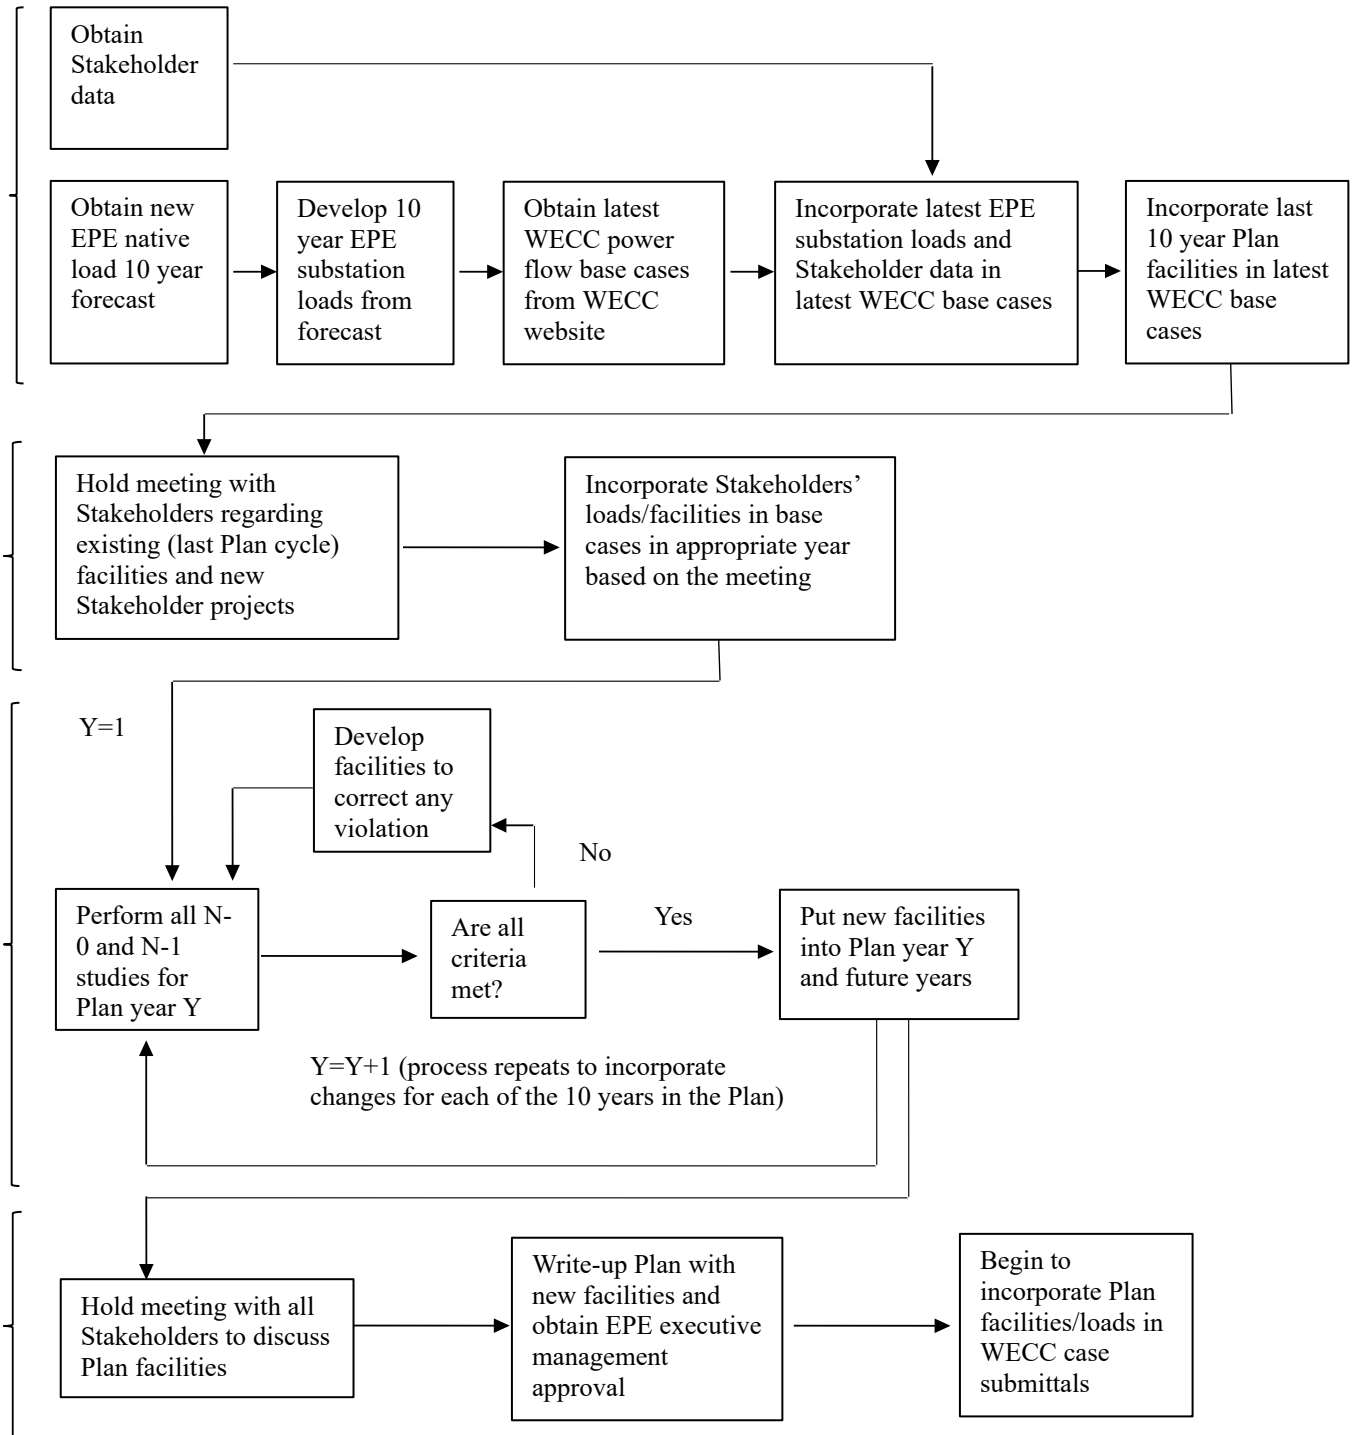 Obtain
Stakeholder
data
Obtain new
EPE native
load 10 year
forecast
Develop 10
year EPE
substation
loads from
forecast
Obtain latest
WECC power
flow base cases
from WECC
website
Incorporate latest EPE
substation loads and
Stakeholder data in
latest WECC base cases
Incorporate last
10 year Plan
facilities in latest
WECC base
cases
Hold meeting with
Stakeholders regarding
existing (last Plan cycle)
facilities and new
Stakeholder projects
Incorporate Stakeholders’
loads/facilities in base
cases in appropriate year
based on the meeting
Y=1
Develop
facilities to
correct any
violation
No
Perform all N-
0 and N-1
studies for
Plan year Y
Are all
criteria
met?
Yes
Put new facilities
into Plan year Y
and future years
Y=Y+1 (process repeats to incorporate
changes for each of the 10 years in the Plan)
Hold meeting with all
Stakeholders to discuss
Plan facilities
Write-up Plan with
new facilities and
obtain EPE executive
management
approval
Begin to
incorporate Plan
facilities/loads in
WECC case
submittals